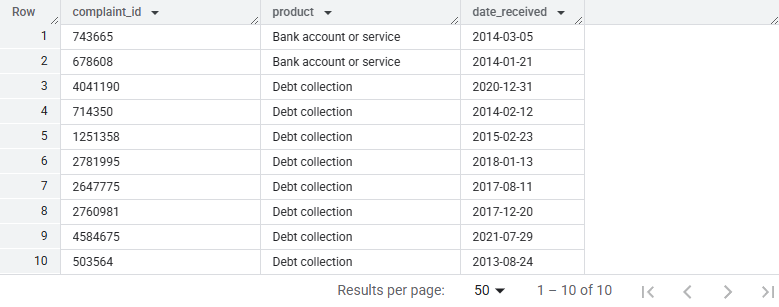 Row complaint_id product date_received
1 743665 Bank account or service 2014-03-05
2 678608 Bank account or service 2014-01-21
3 4041190 Debt collection 2020-12-31
4 714350 Debt collection 2014-02-12
5 1251358 Debt collection 2015-02-23
6 2781995 Debt collection 2018-01-13
7 2647775 Debt collection 2017-08-11
8 2760981 Debt collection 2017-12-20
9 4584675 Debt collection 2021-07-29
10 503564 Debt collection 2013-08-24
Results per page: 50 1 – 10 of 10